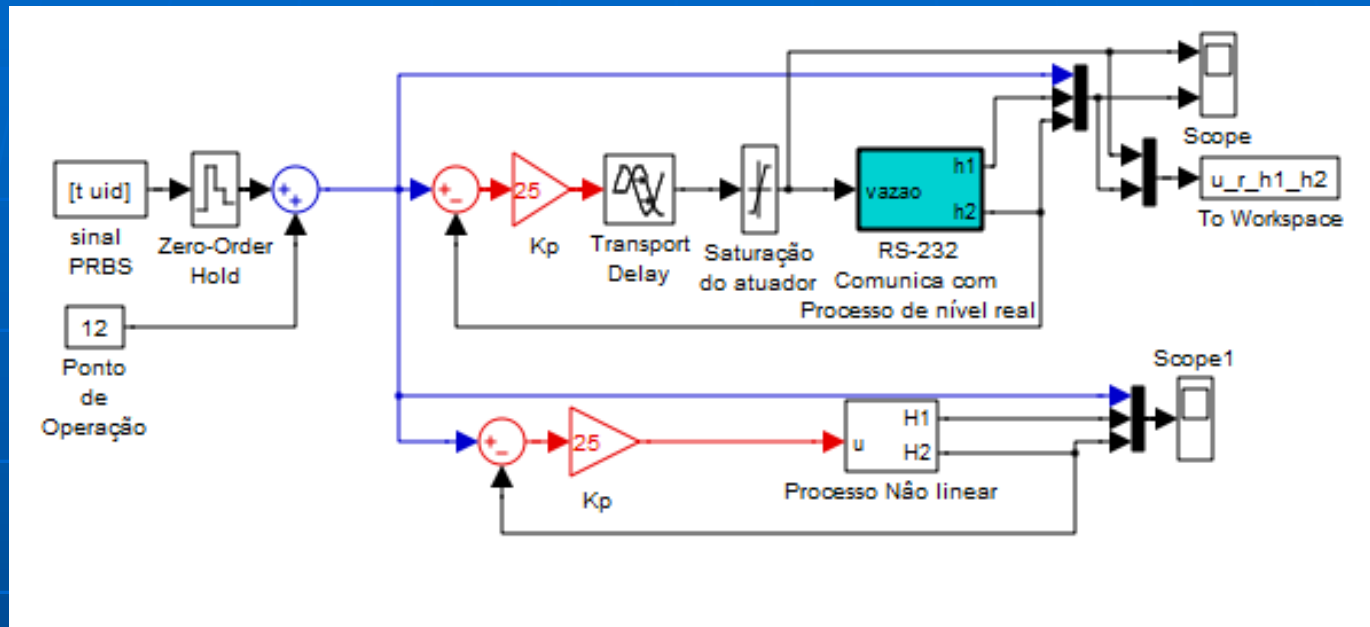 [t uid]
sinal
PRBS
Zero-Order
Hold
12
Ponto
de
Operação
+
+
+
−
25
Kp
Transport
Delay
Saturação
do atuador
vazao
h1
h2
RS-232
Comunica com
Processo de nível real
Scope
u_r_h1_h2
To Workspace
+
−
25
Kp
u
H1
H2
Processo Nâo linear
Scope1